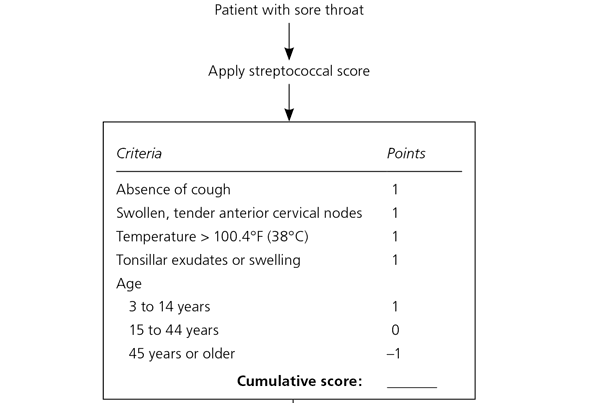 Patient with sore throat
Apply streptococcal score
Criteria Points
Absence of cough 1
Swollen, tender anterior cervical nodes 1
Temperature > 100.4°F (38°C) 1
Tonsillar exudates or swelling 1
Age
3 to 14 years 1
15 to 44 years 0
45 years or older –1
Cumulative score: ______